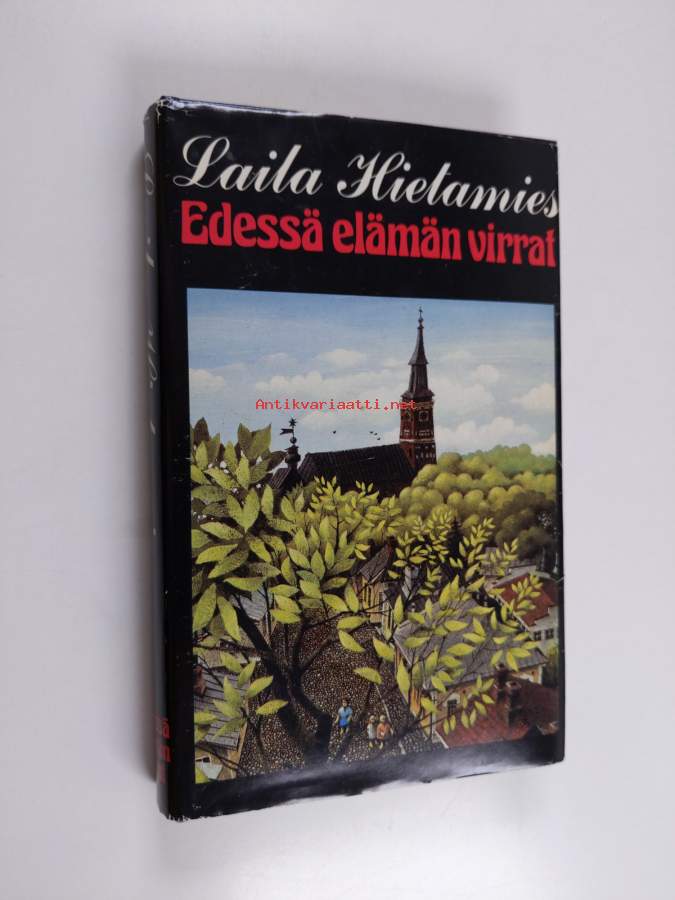 Laila Hietamies
Edessä elämän virrat
Antikvariaatti.net